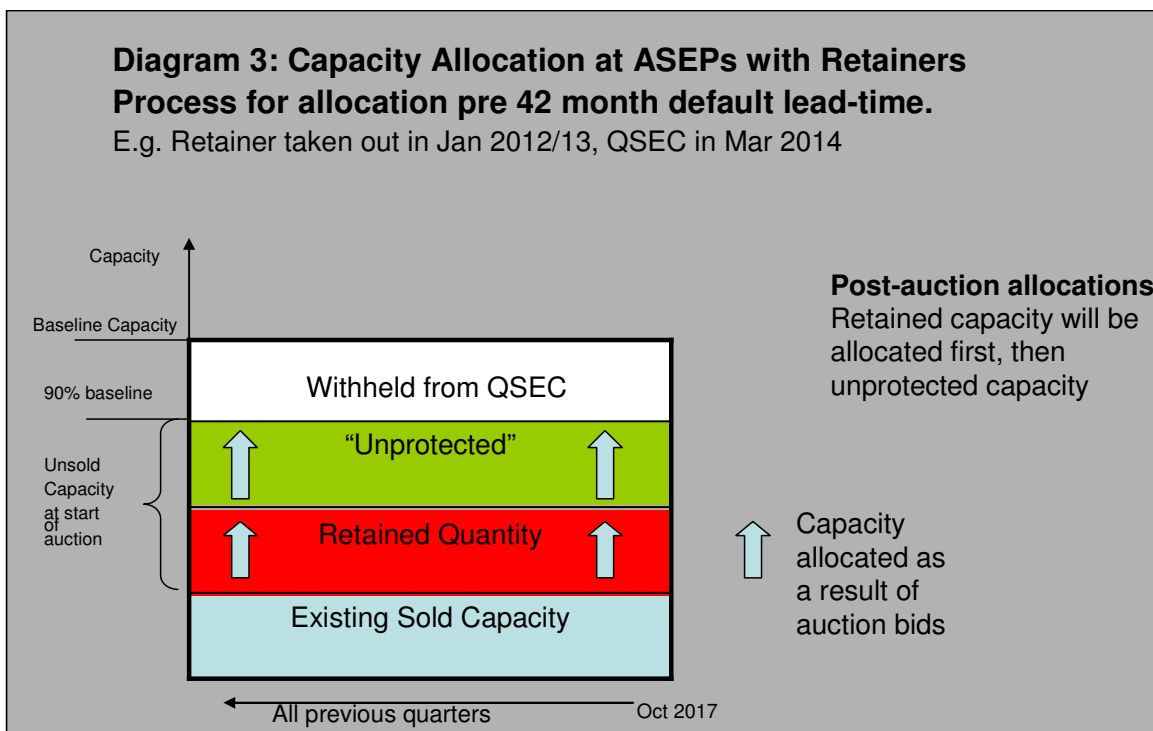 Diagram 3: Capacity Allocation at ASEPs with Retainers
Process for allocation pre 42 month default lead-time.
E.g. Retainer taken out in Jan 2012/13, QSEC in Mar 2014
Capacity
Baseline Capacity
90% baseline
Unsold
Capacity
at start
of
auction
Withheld from QSEC
“Unprotected”
Retained Quantity
Existing Sold Capacity
All previous quarters
Oct 2017
Post-auction allocations
Retained capacity will be
allocated first, then
unprotected capacity
Capacity
allocated as
a result of
auction bids